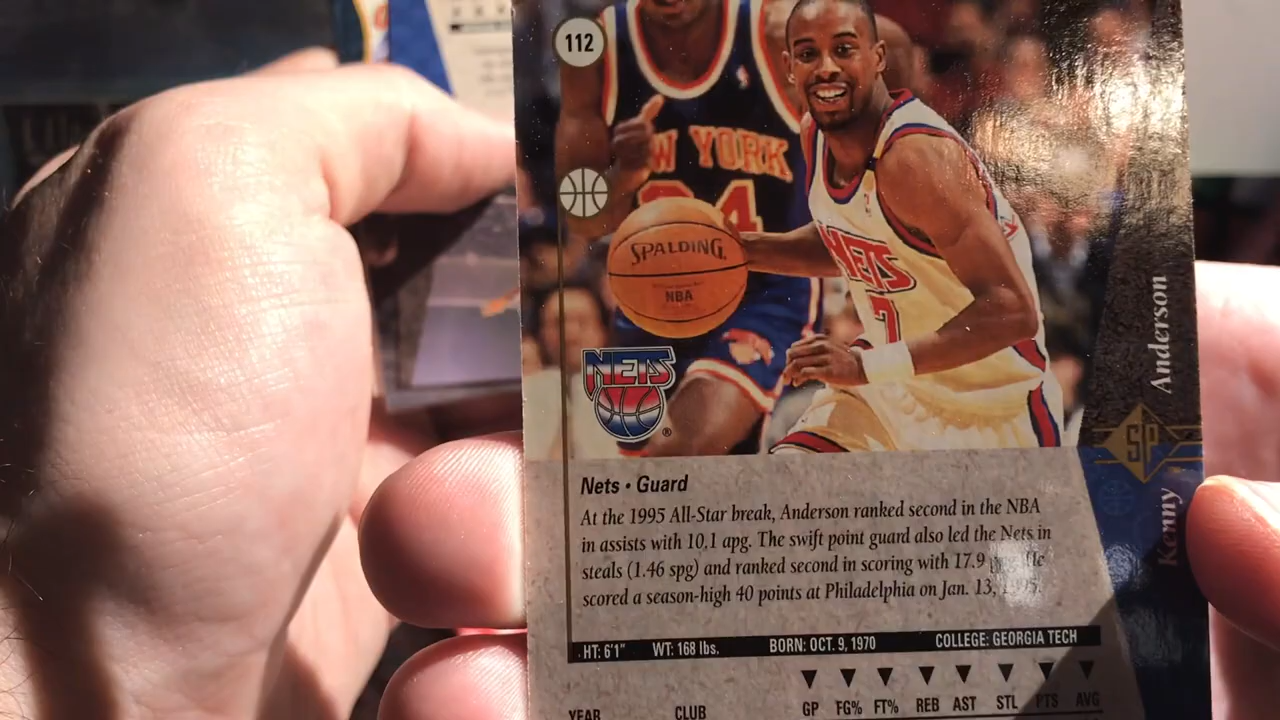 112
W YORK
SPALDING.
NBA
NETS
7
NETS
®
Kenny Anderson
SP
Nets • Guard
At the 1995 All-Star break, Anderson ranked second in the NBA
in assists with 10.1 apg. The swift point guard also led the Nets in
steals (1.46 spg) and ranked second in scoring with 17.9
scored a season-high 40 points at Philadelphia on Jan. 13,
HT: 6'1" WT: 168 lbs. BORN: OCT. 9, 1970 COLLEGE: GEORGIA TECH
YEAR CLUB GP FG% FT% REB AST STL PTS AVG